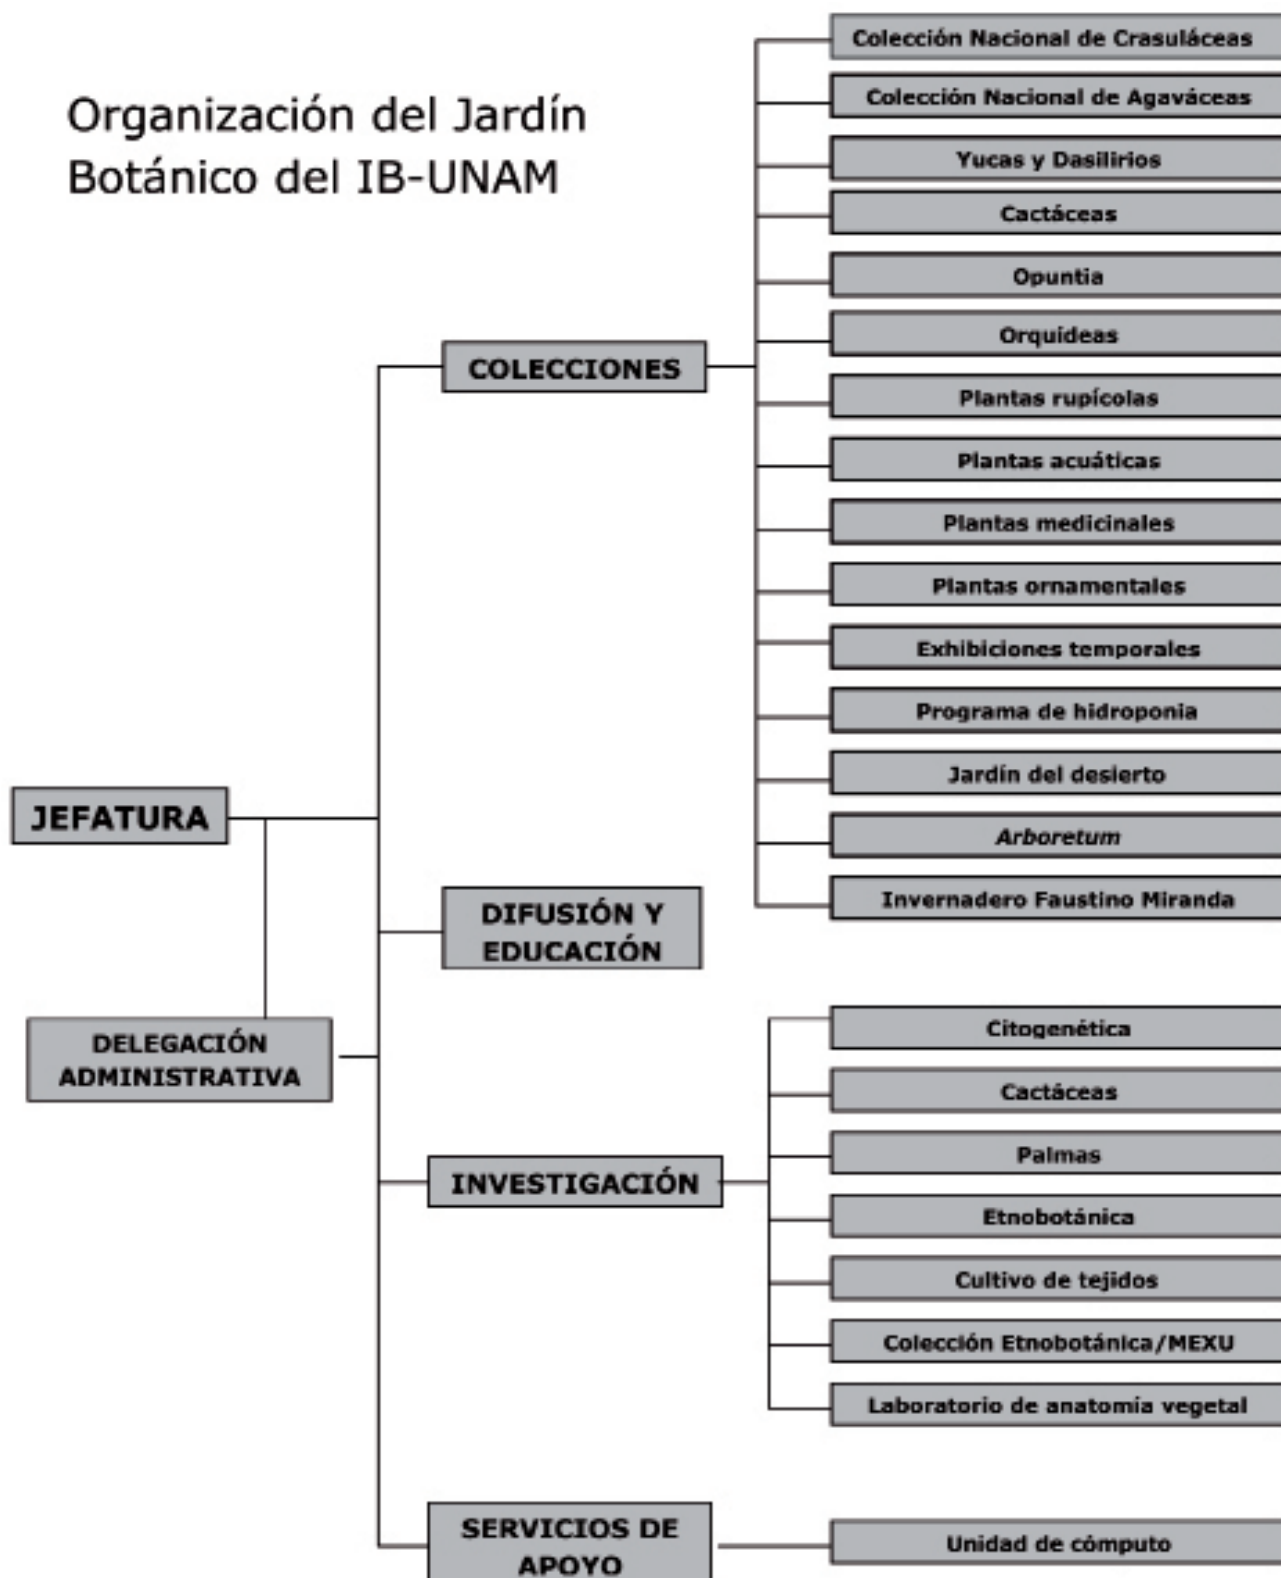 Organización del Jardín
Botánico del IB-UNAM
JEFATURA
DELEGACIÓN
ADMINISTRATIVA
COLECCIONES
Colección Nacional de Crasuláceas
Colección Nacional de Agaváceas
Yucas y Dasilirios
Cactáceas
Opuntia
Orquídeas
Plantas rupícolas
Plantas acuáticas
Plantas medicinales
Plantas ornamentales
Exhibiciones temporales
Programa de hidroponia
Jardín del desierto
Arboretum
Invernadero Faustino Miranda
DIFUSIÓN Y
EDUCACIÓN
INVESTIGACIÓN
Citogenética
Cactáceas
Palmas
Etnobotánica
Cultivo de tejidos
Colección Etnobotánica/MEXU
Laboratorio de anatomía vegetal
SERVICIOS DE
APOYO
Unidad de cómputo